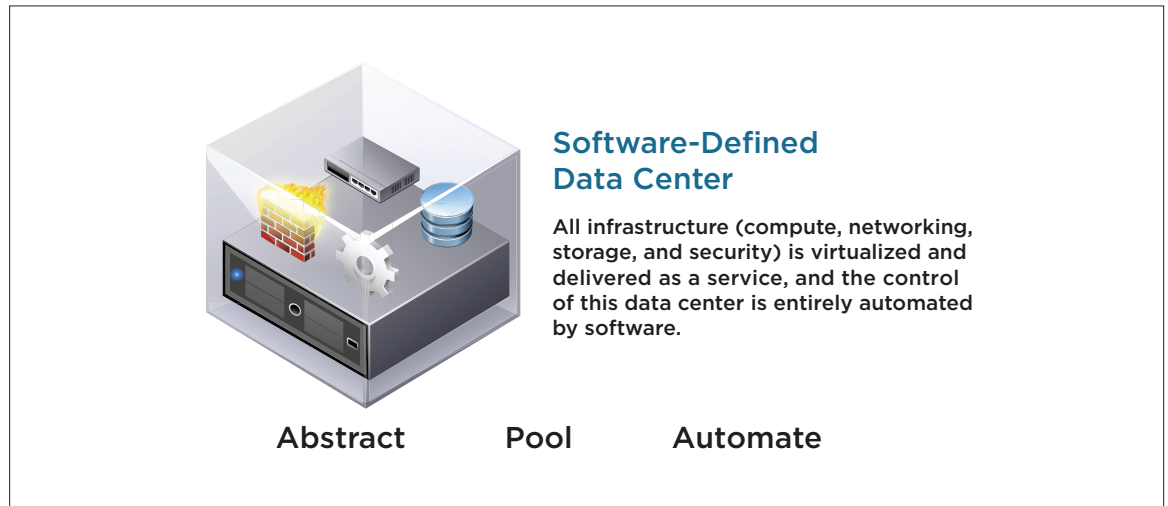 Software-Defined
Data Center
All infrastructure (compute, networking,
storage, and security) is virtualized and
delivered as a service, and the control
of this data center is entirely automated
by software.
Abstract Pool Automate